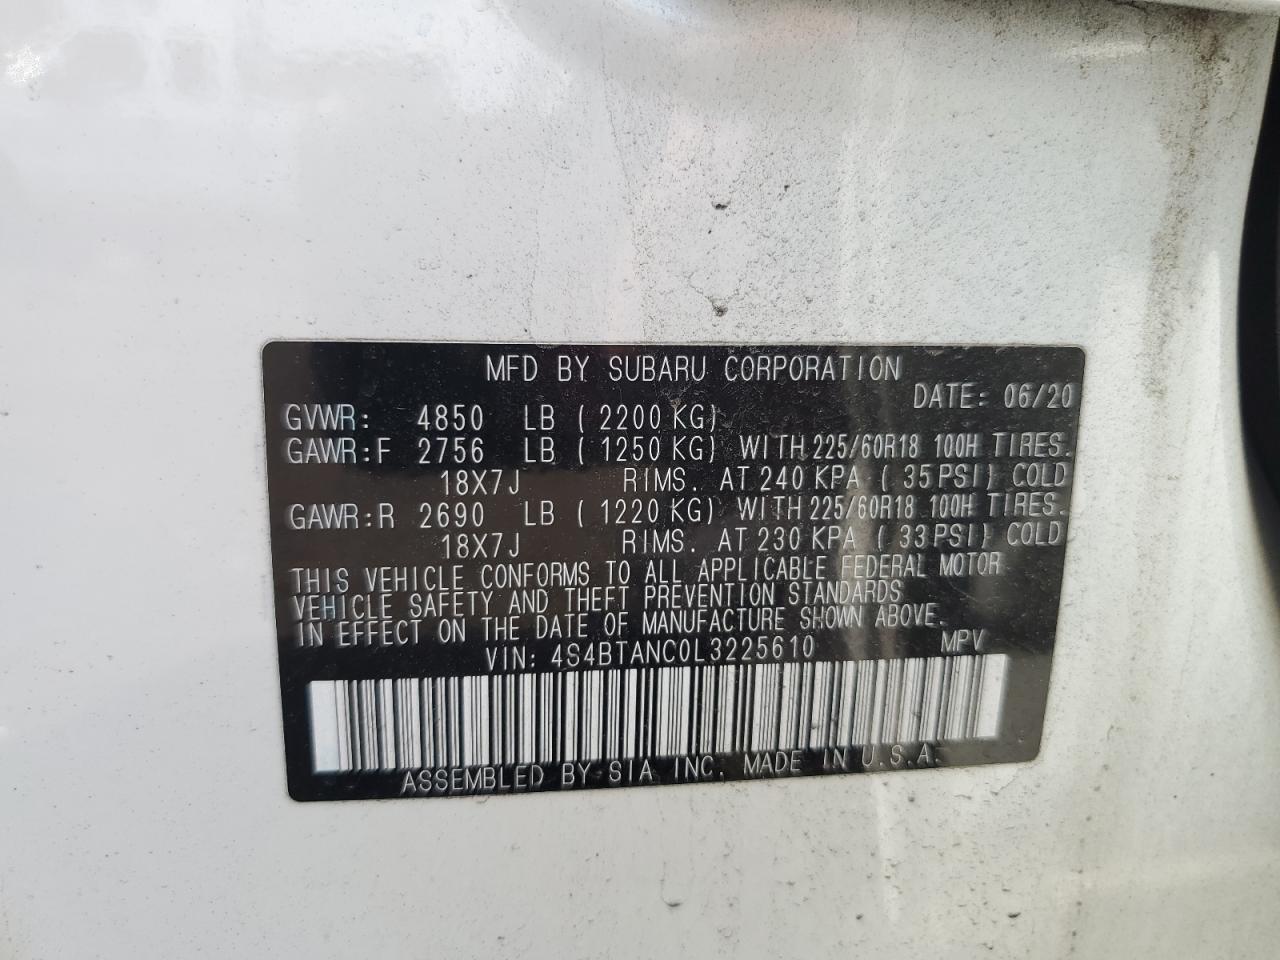 MFD BY SUBARU CORPORATION
DATE: 06/20
GVWR: 4850 LB ( 2200 KG)
GAWR:F 2756 LB ( 1250 KG) WITH 225/60R18 100H TIRES.
18X7J RIMS. AT 240 KPA ( 35PSI) COLD
GAWR:R 2690 LB ( 1220 KG) WITH 225/60R18 100H TIRES.
18X7J RIMS. AT 230 KPA ( 33PSI) COLD
THIS VEHICLE CONFORMS TO ALL APPLICABLE FEDERAL MOTOR
VEHICLE SAFETY AND THEFT PREVENTION STANDARDS
IN EFFECT ON THE DATE OF MANUFACTURE SHOWN ABOVE.
VIN: 4S4BTANC0L3225610 MPV
ASSEMBLED BY SIA INC. MADE IN U.S.A.